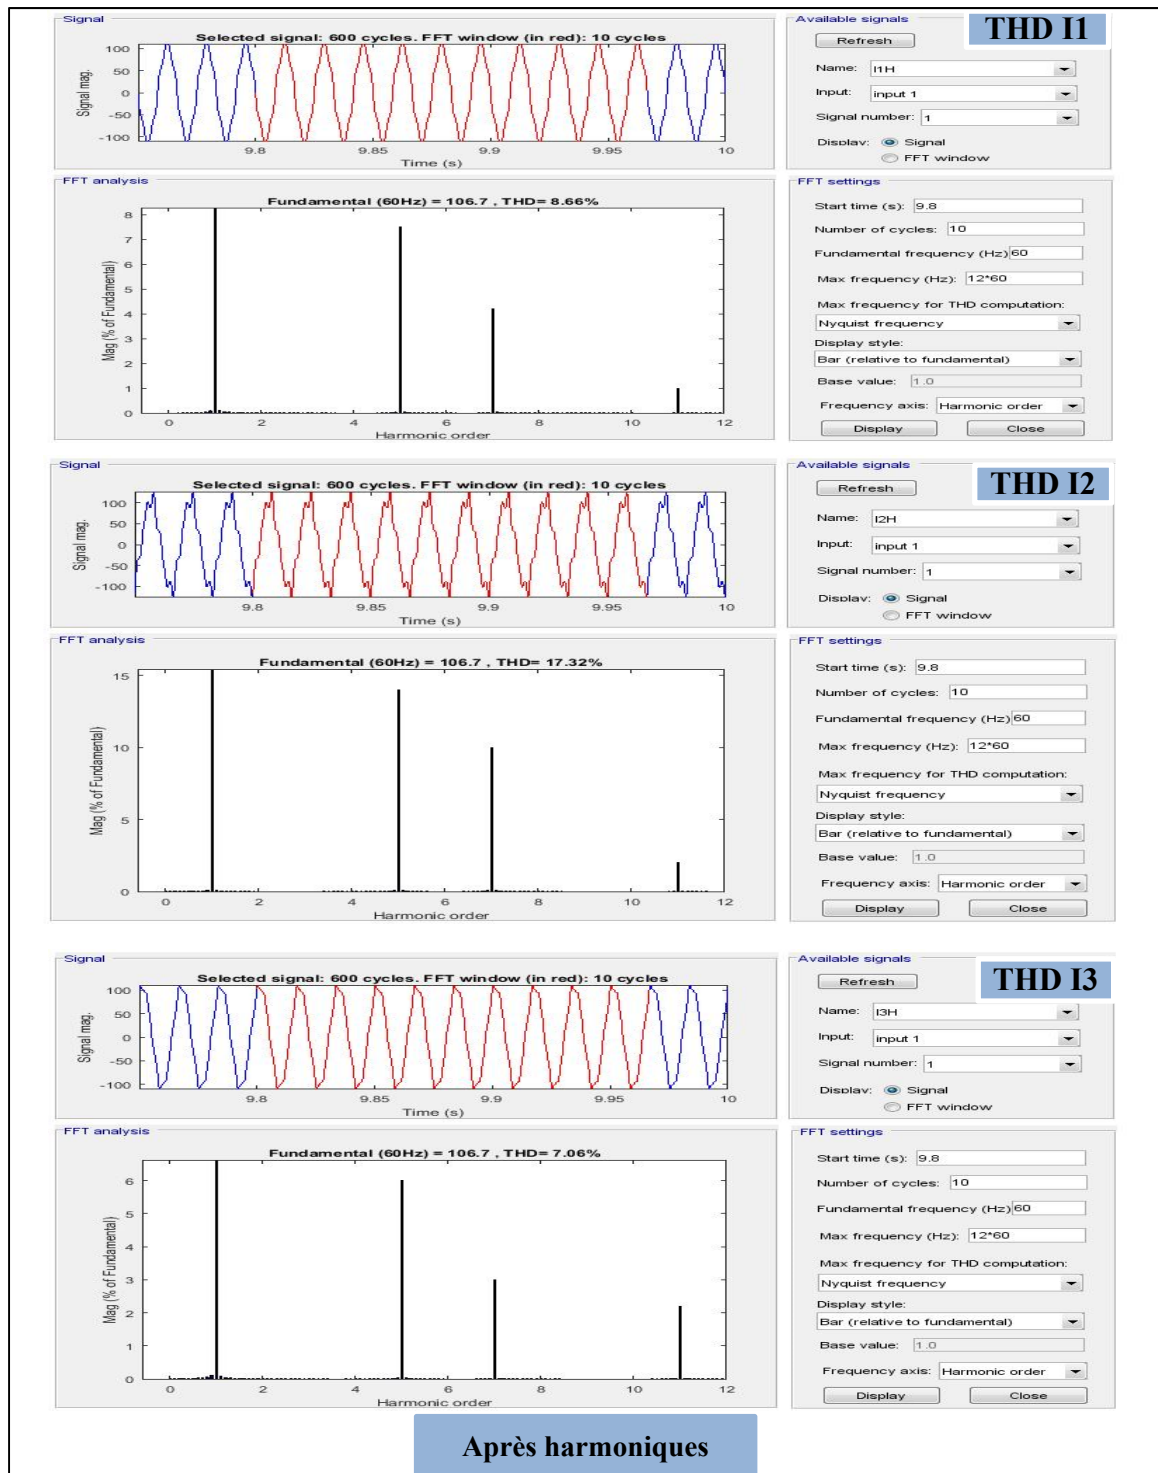 Signal
Selected signal: 600 cycles. FFT window (in red): 10 cycles
Signal mag.
100
50
0
-50
-100
9.8
9.85
9.9
9.95
10
Time (s)
Available signals
THD I1
Refresh
Name: I1H
Input: input 1
Signal number: 1
Display: Signal
FFT window
FFT analysis
Fundamental (60Hz) = 106.7 , THD= 8.66%
Mag (% of Fundamental)
8
7
6
5
4
3
2
1
0
0
2
4
6
8
10
12
Harmonic order
FFT settings
Start time (s): 9.8
Number of cycles: 10
Fundamental frequency (Hz) 60
Max frequency (Hz): 12*60
Max frequency for THD computation:
Nyquist frequency
Display style:
Bar (relative to fundamental)
Base value: 1.0
Frequency axis: Harmonic order
Display
Close
Signal
Selected signal: 600 cycles. FFT window (in red): 10 cycles
Signal mag.
100
50
0
-50
-100
9.8
9.85
9.9
9.95
10
Time (s)
Available signals
THD I2
Refresh
Name: I2H
Input: input 1
Signal number: 1
Display: Signal
FFT window
FFT analysis
Fundamental (60Hz) = 106.7 , THD= 17.32%
Mag (% of Fundamental)
15
10
5
0
0
2
4
6
8
10
12
Harmonic order
FFT settings
Start time (s): 9.8
Number of cycles: 10
Fundamental frequency (Hz) 60
Max frequency (Hz): 12*60
Max frequency for THD computation:
Nyquist frequency
Display style:
Bar (relative to fundamental)
Base value: 1.0
Frequency axis: Harmonic order
Display
Close
Signal
Selected signal: 600 cycles. FFT window (in red): 10 cycles
Signal mag.
100
50
0
-50
-100
9.8
9.85
9.9
9.95
10
Time (s)
Available signals
THD I3
Refresh
Name: I3H
Input: input 1
Signal number: 1
Display: Signal
FFT window
FFT analysis
Fundamental (60Hz) = 106.7 , THD= 7.06%
Mag (% of Fundamental)
6
5
4
3
2
1
0
0
2
4
6
8
10
12
Harmonic order
FFT settings
Start time (s): 9.8
Number of cycles: 10
Fundamental frequency (Hz) 60
Max frequency (Hz): 12*60
Max frequency for THD computation:
Nyquist frequency
Display style:
Bar (relative to fundamental)
Base value: 1.0
Frequency axis: Harmonic order
Display
Close
Après harmoniques